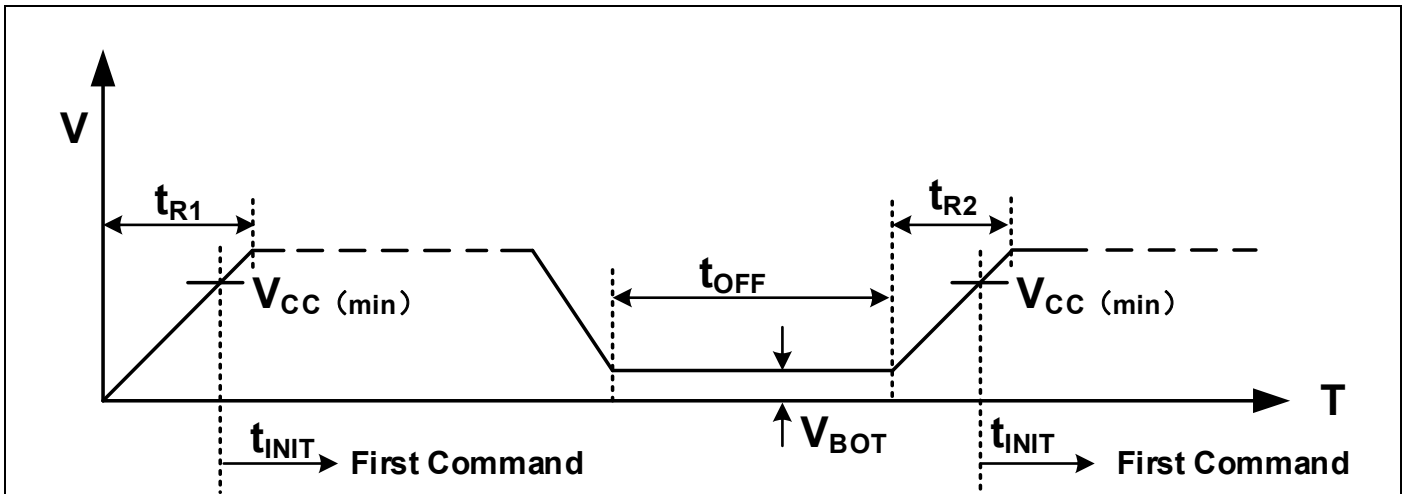 V
tR1
tR2
tOFF
VCC（min）
VCC（min）
T
VBOT
tINIT
First Command
tINIT
First Command